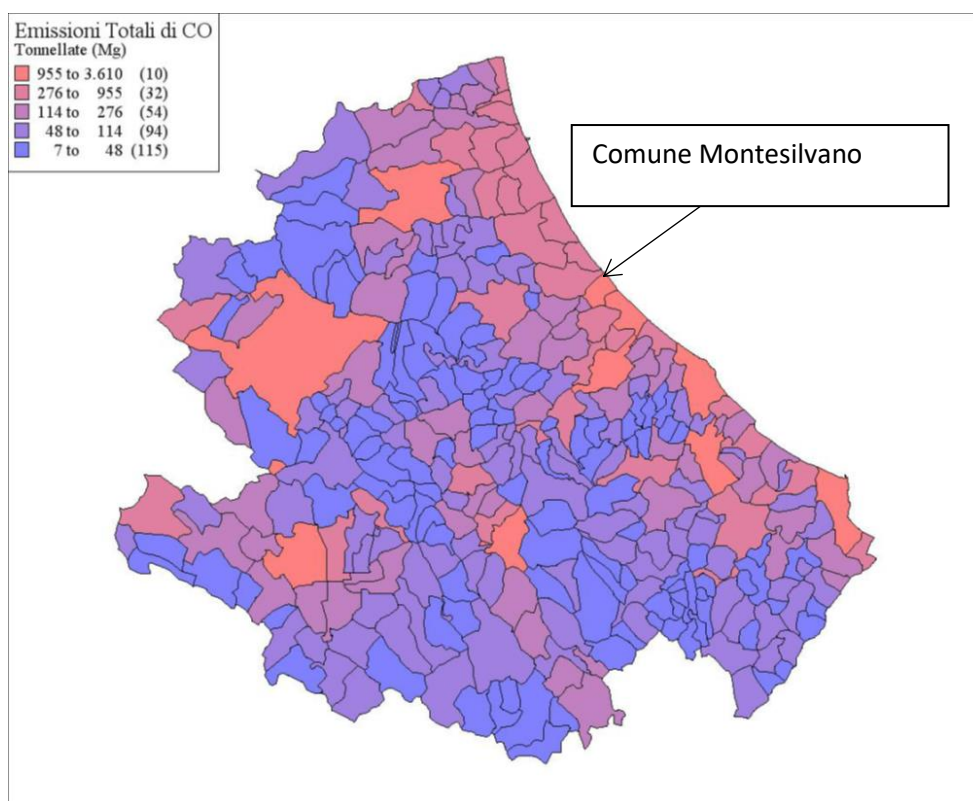 Emissioni Totali di CO
Tonnellate (Mg)
955 to 3.610 (10)
276 to 955 (32)
114 to 276 (54)
48 to 114 (94)
7 to 48 (115)
Comune Montesilvano